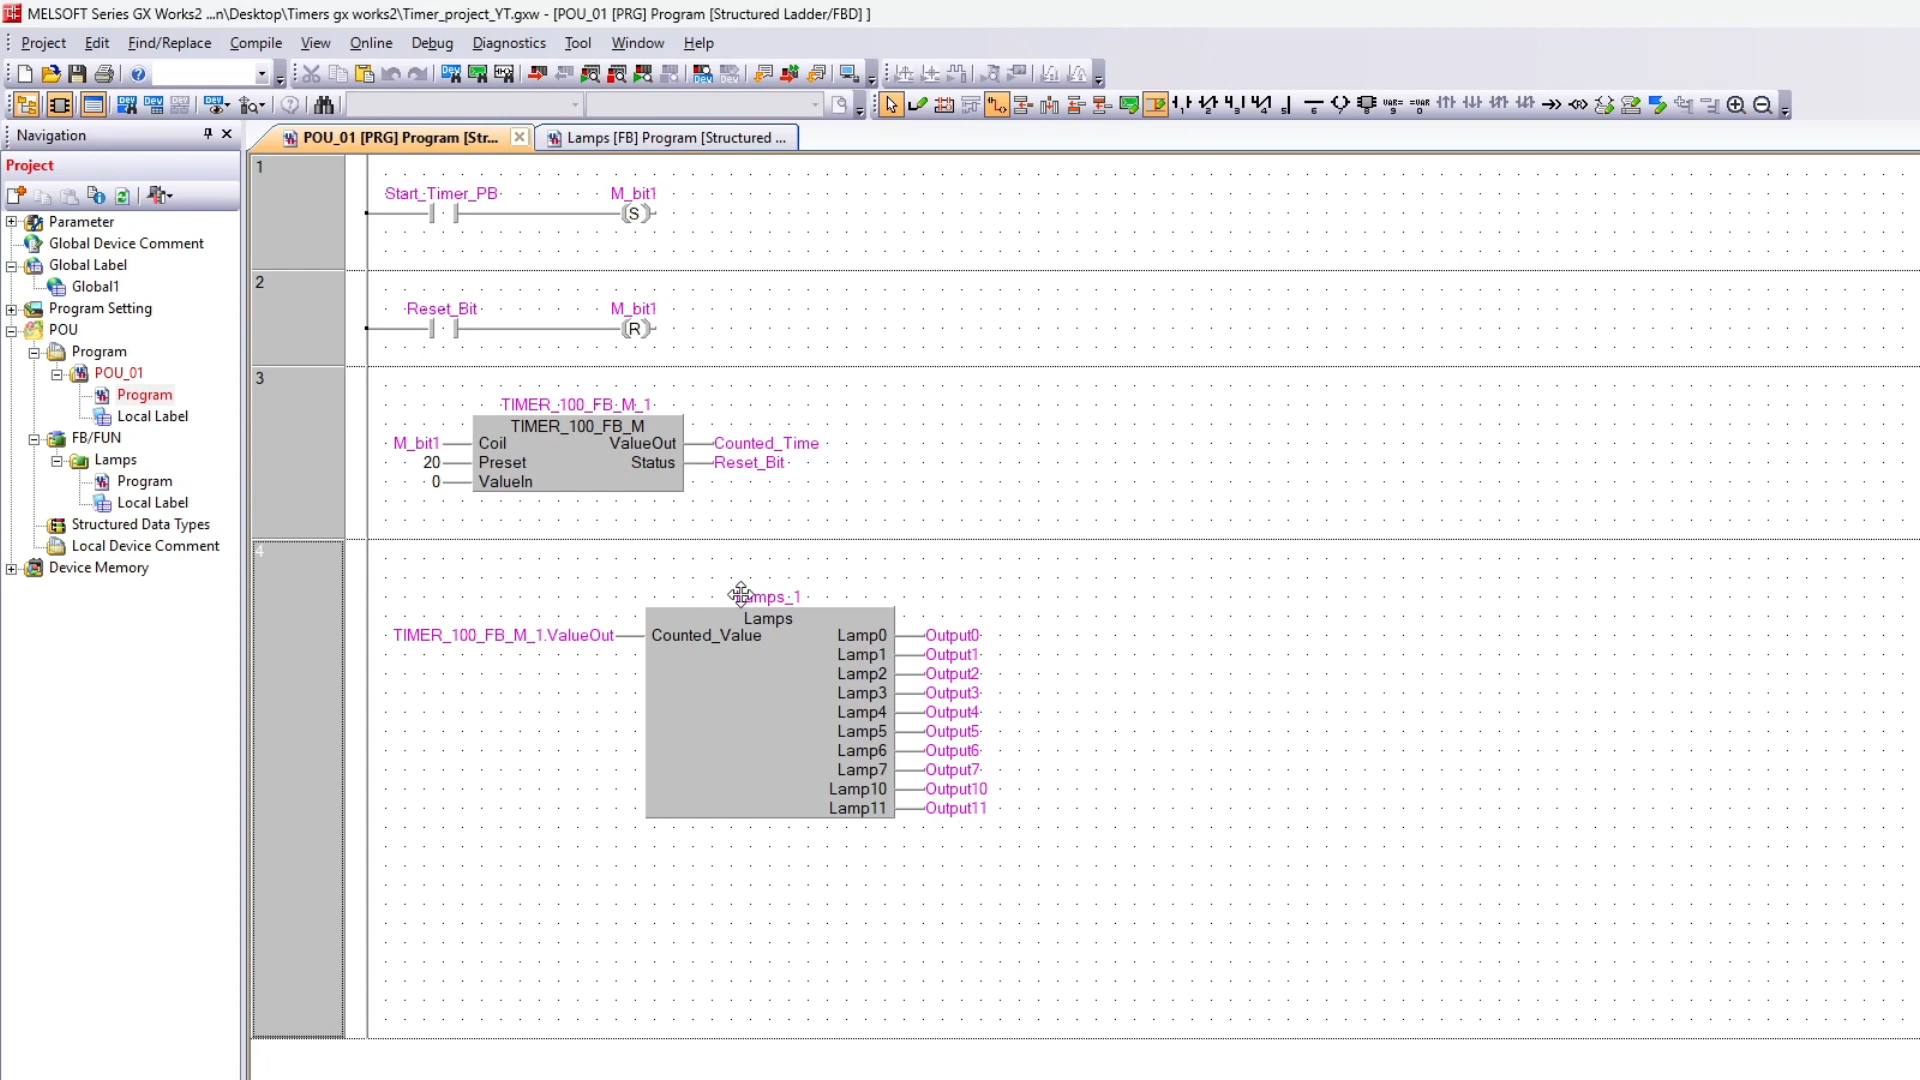 MELSOFT Series GX Works2 ...n\Desktop\Timers gx works2\Timer_project_YT.gxw - [POU_01 [PRG] Program [Structured Ladder/FBD] ]
Project Edit Find/Replace Compile View Online Debug Diagnostics Tool Window Help
Navigation
POU_01 [PRG] Program [Str...
Lamps [FB] Program [Structured ...
Project
Parameter
Global Device Comment
Global Label
Global1
Program Setting
POU
Program
POU_01
Program
Local Label
FB/FUN
Lamps
Program
Local Label
Structured Data Types
Local Device Comment
Device Memory
1
Start_Timer_PB M_bit1
S
2
Reset_Bit M_bit1
R
3
TIMER_100_FB_M_1
TIMER_100_FB_M
M_bit1 Coil ValueOut Counted_Time
20 Preset Status Reset_Bit
0 ValueIn
4
mps_1
Lamps
TIMER_100_FB_M_1.ValueOut Counted_Value Lamp0 Output0
Lamp1 Output1
Lamp2 Output2
Lamp3 Output3
Lamp4 Output4
Lamp5 Output5
Lamp6 Output6
Lamp7 Output7
Lamp10 Output10
Lamp11 Output11